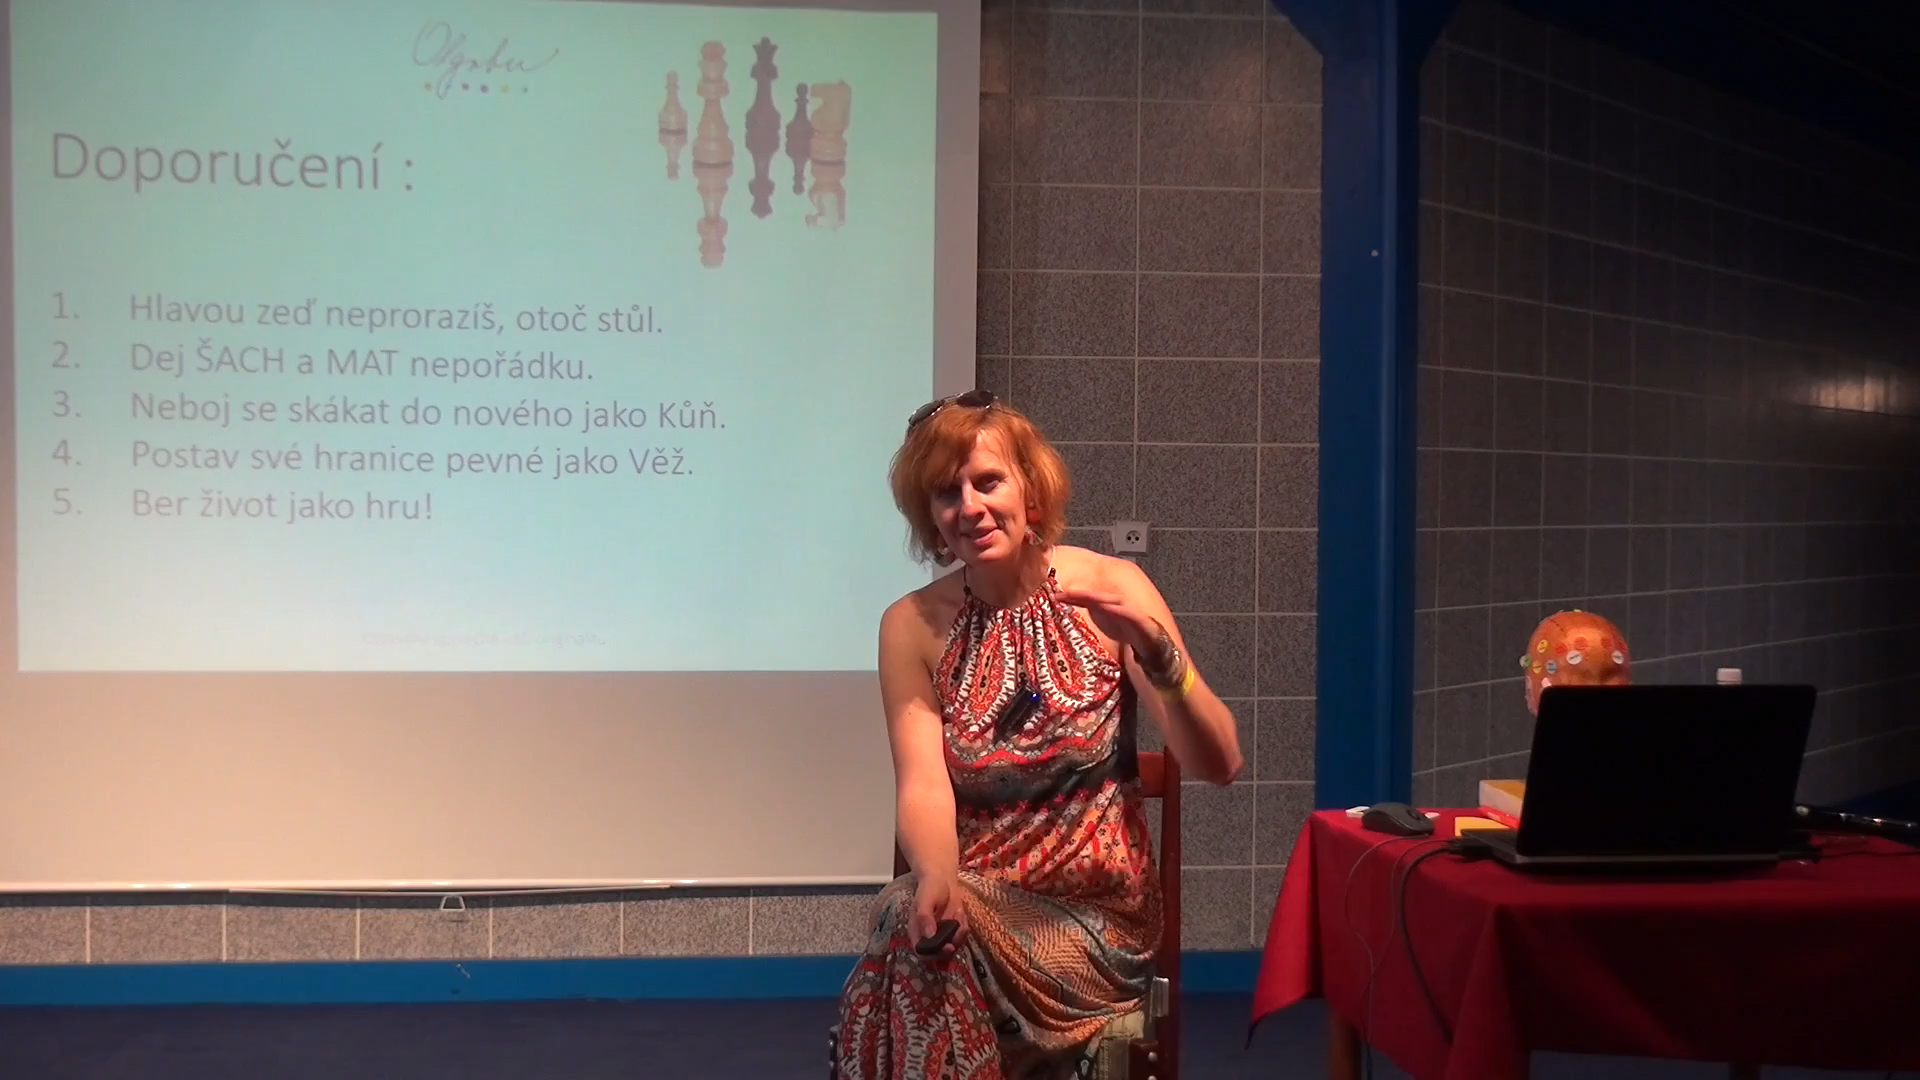 Olgobu
Doporučení :
1. Hlavou zeď neprorazíš, otoč stůl.
2. Dej ŠACH a MAT nepořádku.
3. Neboj se skákat do nového jako Kůň.
4. Postav své hranice pevné jako Věž.
5. Ber život jako hru!